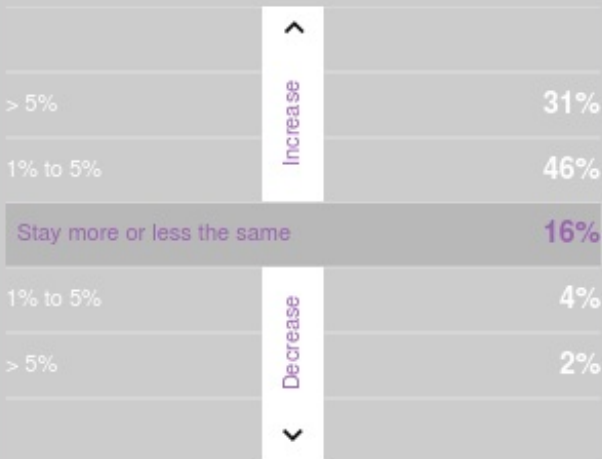 > 5%
31%
Increase
1% to 5%
46%
Stay more or less the same
16%
1% to 5%
4%
Decrease
> 5%
2%